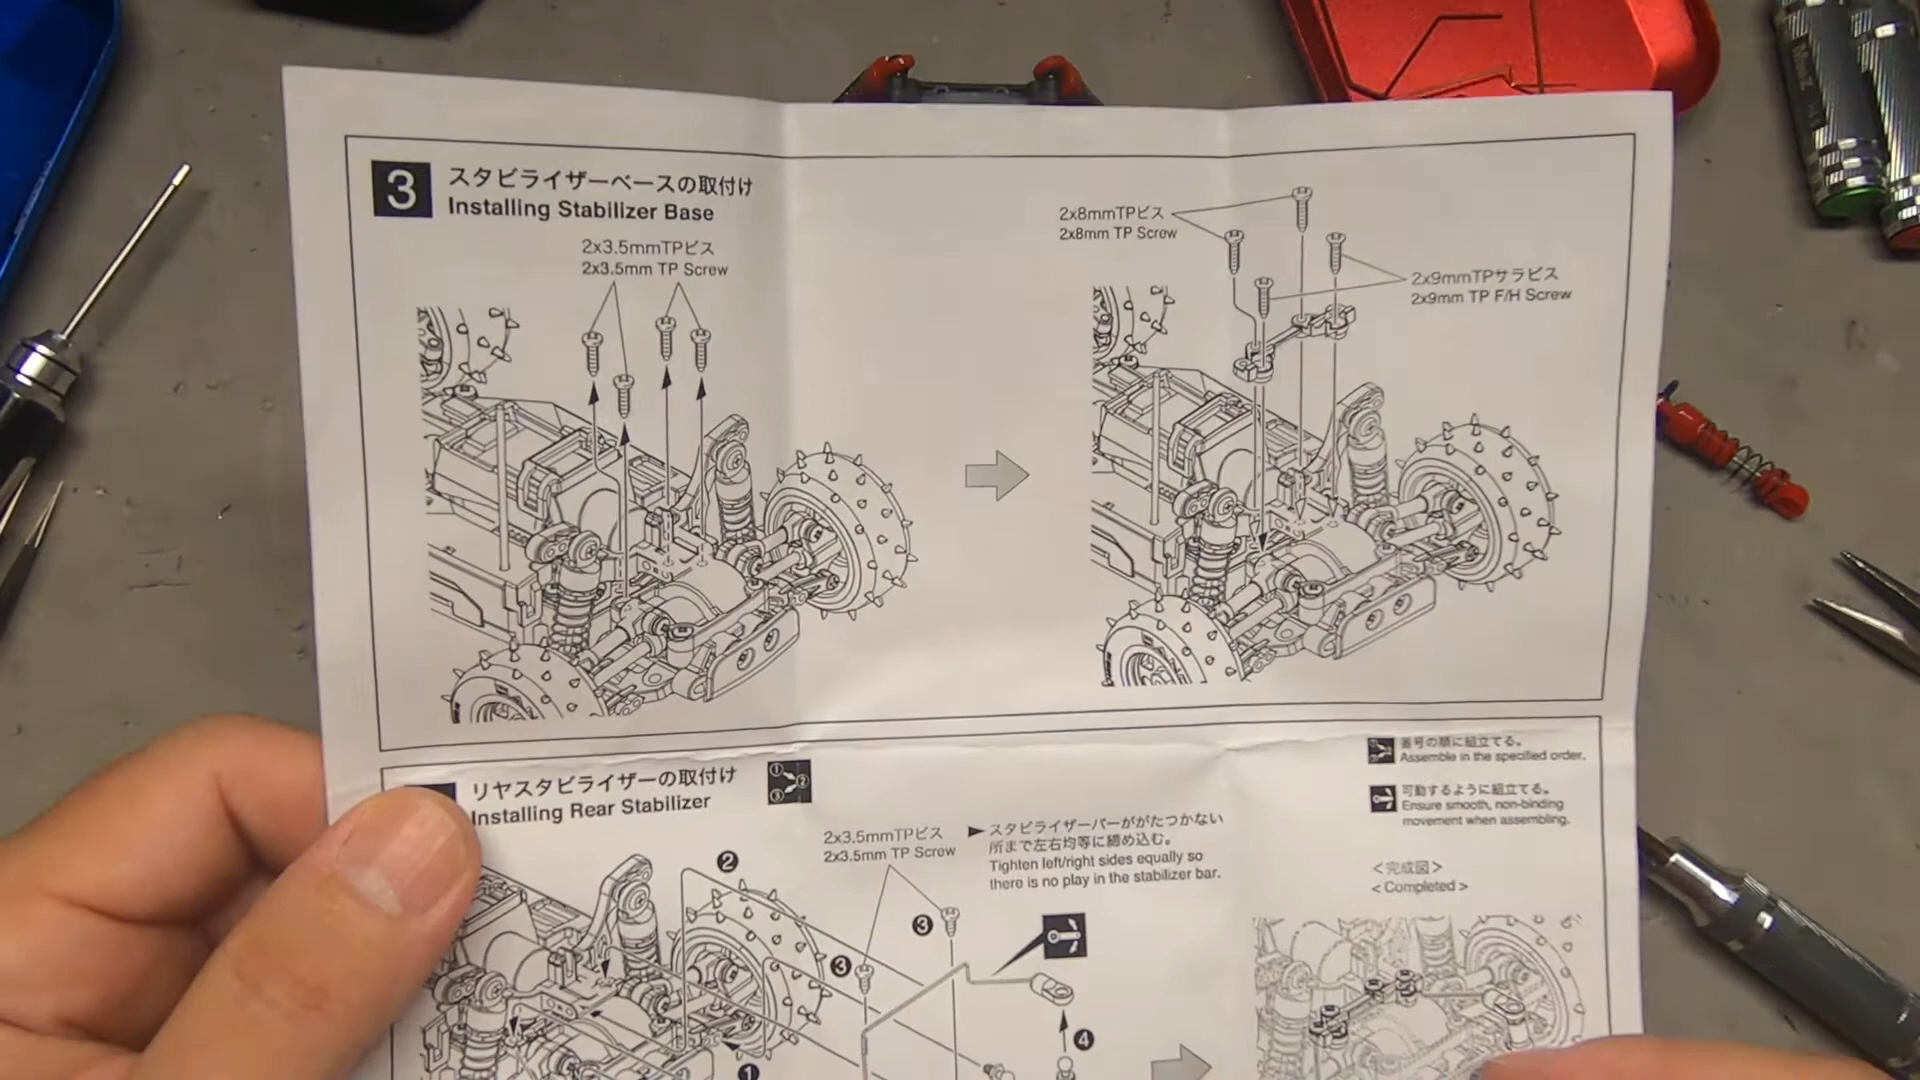 3
スタビライザーベースの取付け
Installing Stabilizer Base
2x3.5mmTPビス
2x3.5mm TP Screw
2x8mmTPビス
2x8mm TP Screw
2x9mmTPサラビス
2x9mm TP F/H Screw
リヤスタビライザーの取付け
Installing Rear Stabilizer
① ② ③
番号の順に組立てる。
Assemble in the specified order.
可動するように組立てる。
Ensure smooth, non-binding
movement when assembling.
2x3.5mmTPビス
2x3.5mm TP Screw
▶スタビライザーバーががたつかない
所まで左右均等に締め込む。
Tighten left/right sides equally so
there is no play in the stabilizer bar.
<完成図>
<Completed>
❷
❸
❸
❹
❶